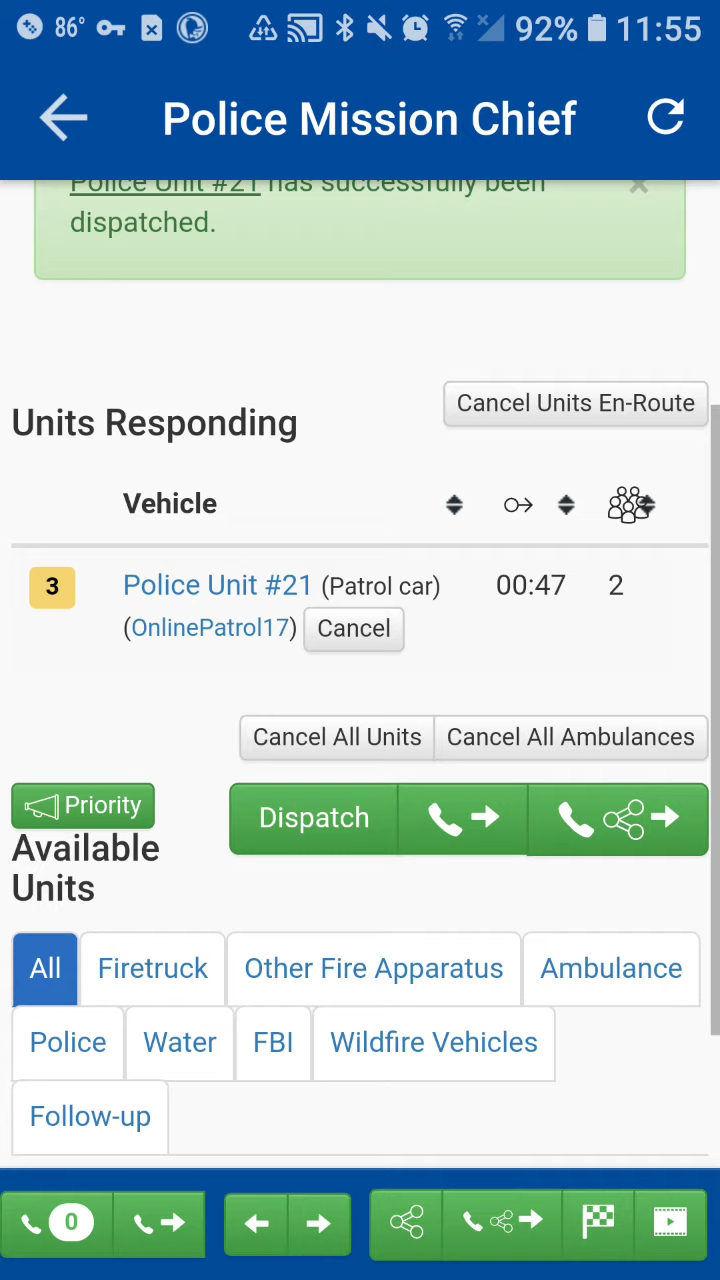 86° 92% 11:55
Police Mission Chief
Police Unit #21 has successfully been ×
dispatched.
Cancel Units En-Route
Units Responding
Vehicle
3 Police Unit #21 (Patrol car) 00:47 2
(OnlinePatrol17) Cancel
Cancel All Units Cancel All Ambulances
Priority Dispatch
Available
Units
All Firetruck Other Fire Apparatus Ambulance
Police Water FBI Wildfire Vehicles
Follow-up
0